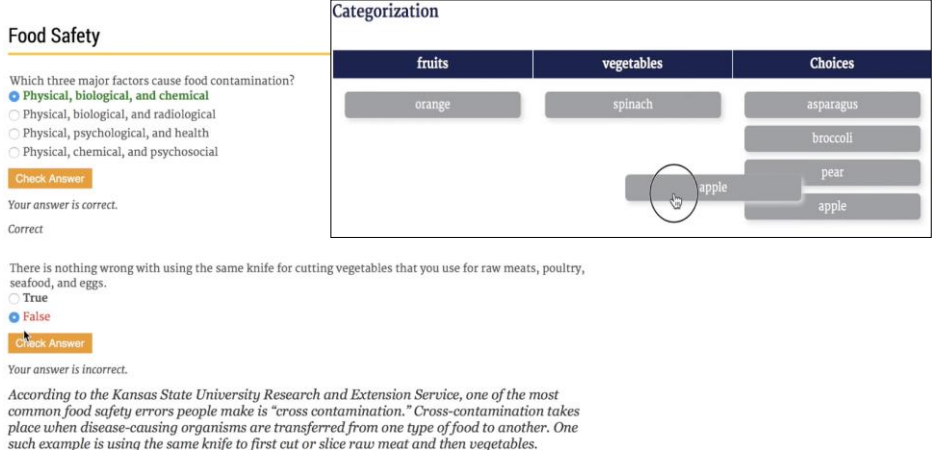 Food Safety
Which three major factors cause food contamination?
Physical, biological, and chemical
Physical, biological, and radiological
Physical, psychological, and health
Physical, chemical, and psychosocial
Check Answer
Your answer is correct.
Correct
Categorization
fruits vegetables Choices
orange spinach asparagus
broccoli
pear
apple
apple
There is nothing wrong with using the same knife for cutting vegetables that you use for raw meats, poultry,
seafood, and eggs.
True
False
Check Answer
Your answer is incorrect.
According to the Kansas State University Research and Extension Service, one of the most
common food safety errors people make is “cross contamination.” Cross-contamination takes
place when disease-causing organisms are transferred from one type of food to another. One
such example is using the same knife to first cut or slice raw meat and then vegetables.